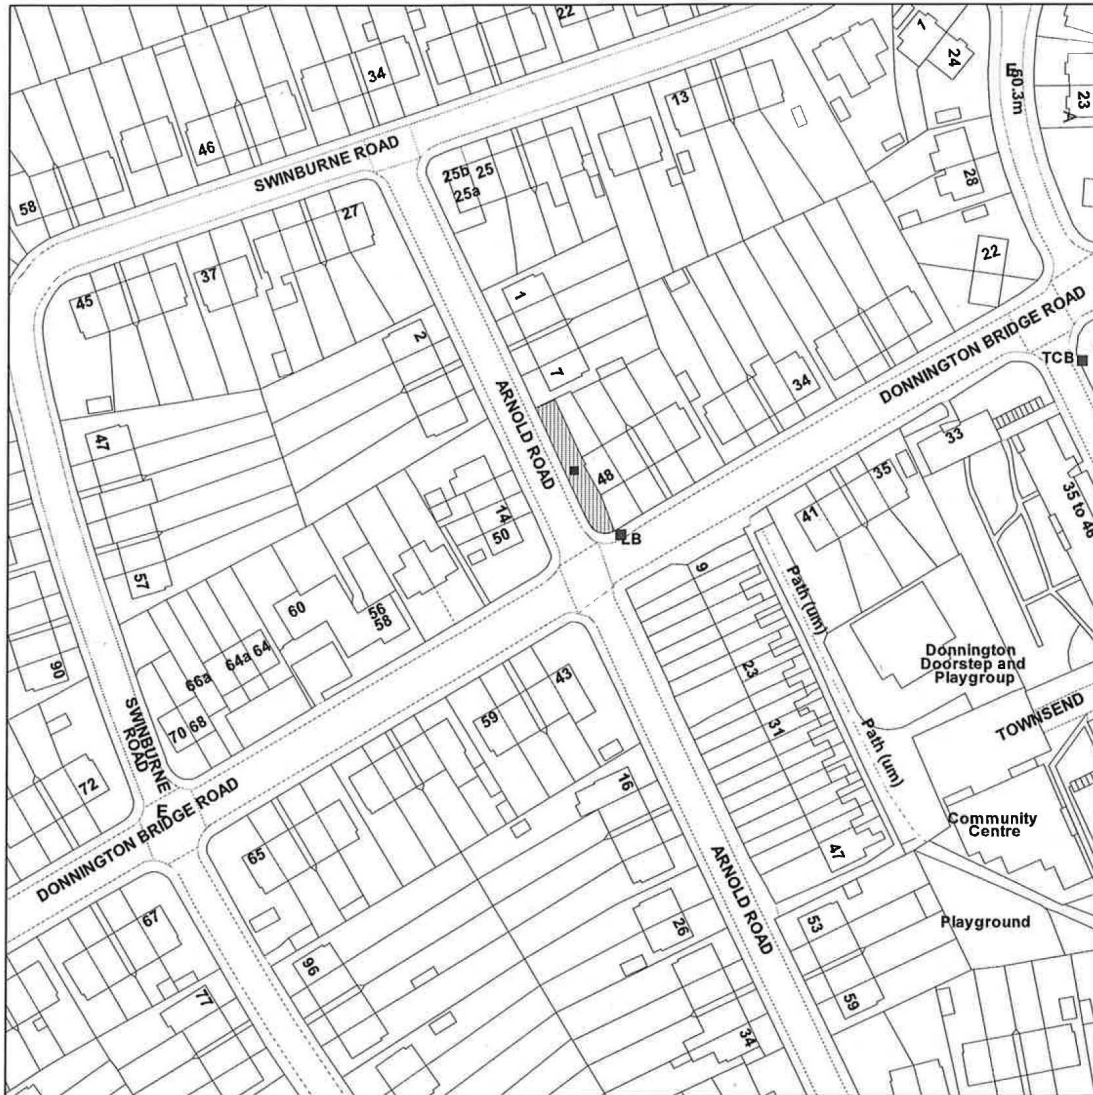 22
1
24
E
60.3m
23
A
34
13
46
SWINBURNE ROAD
25b
25
25a
28
58
27
22
37
45
1
DONNINGTON BRIDGE ROAD
2
TCB
7
34
ARNOLD ROAD
47
48
33
35
35 to 46
14
41
50
LB
9
57
Path (um)
60
56
58
64
64a
Donnington
Doorstep and
Playgroup
90
66a
23
43
70
68
59
31
TOWNSEND
SWINBURNE
ROAD
Path (um)
72
16
E
DONNINGTON BRIDGE ROAD
Community
Centre
65
47
ARNOLD ROAD
67
53
26
Playground
96
77
59
34